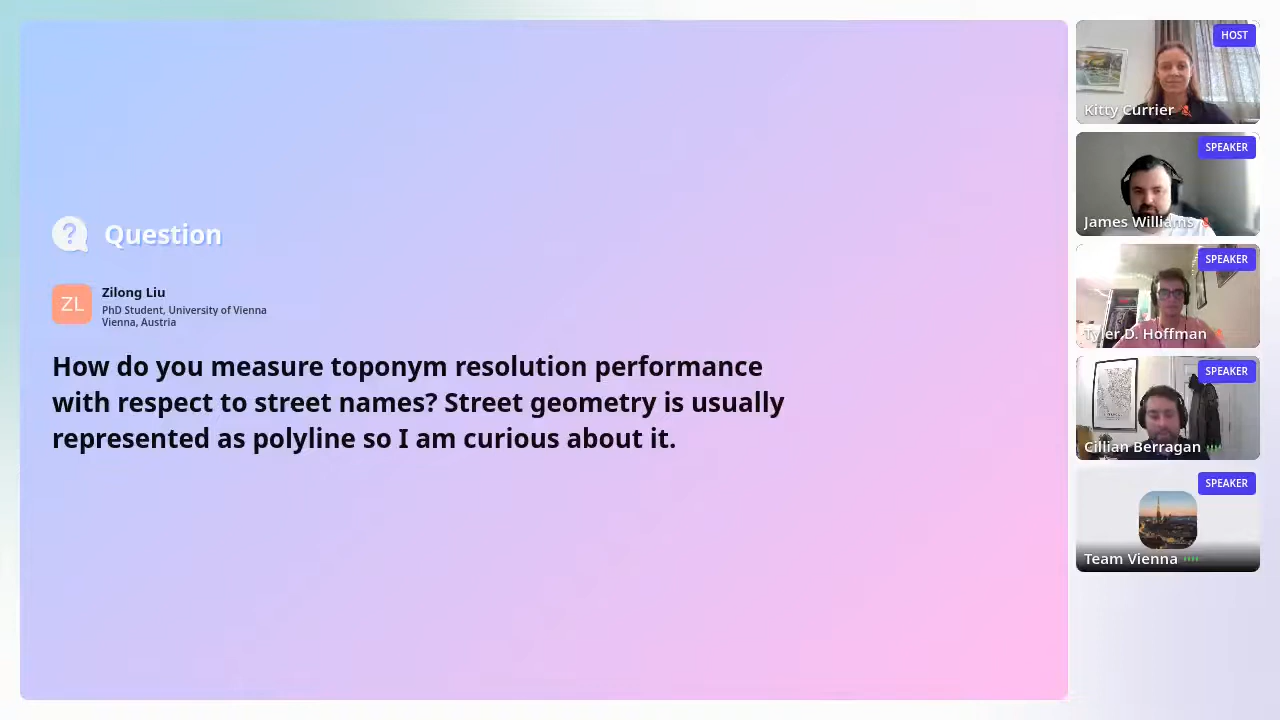 Question
ZL
Zilong Liu
PhD Student, University of Vienna
Vienna, Austria
How do you measure toponym resolution performance
with respect to street names? Street geometry is usually
represented as polyline so I am curious about it.
HOST
Kitty Currier
SPEAKER
James Williams
SPEAKER
Tyler D. Hoffman
SPEAKER
Cillian Berragan
SPEAKER
Team Vienna